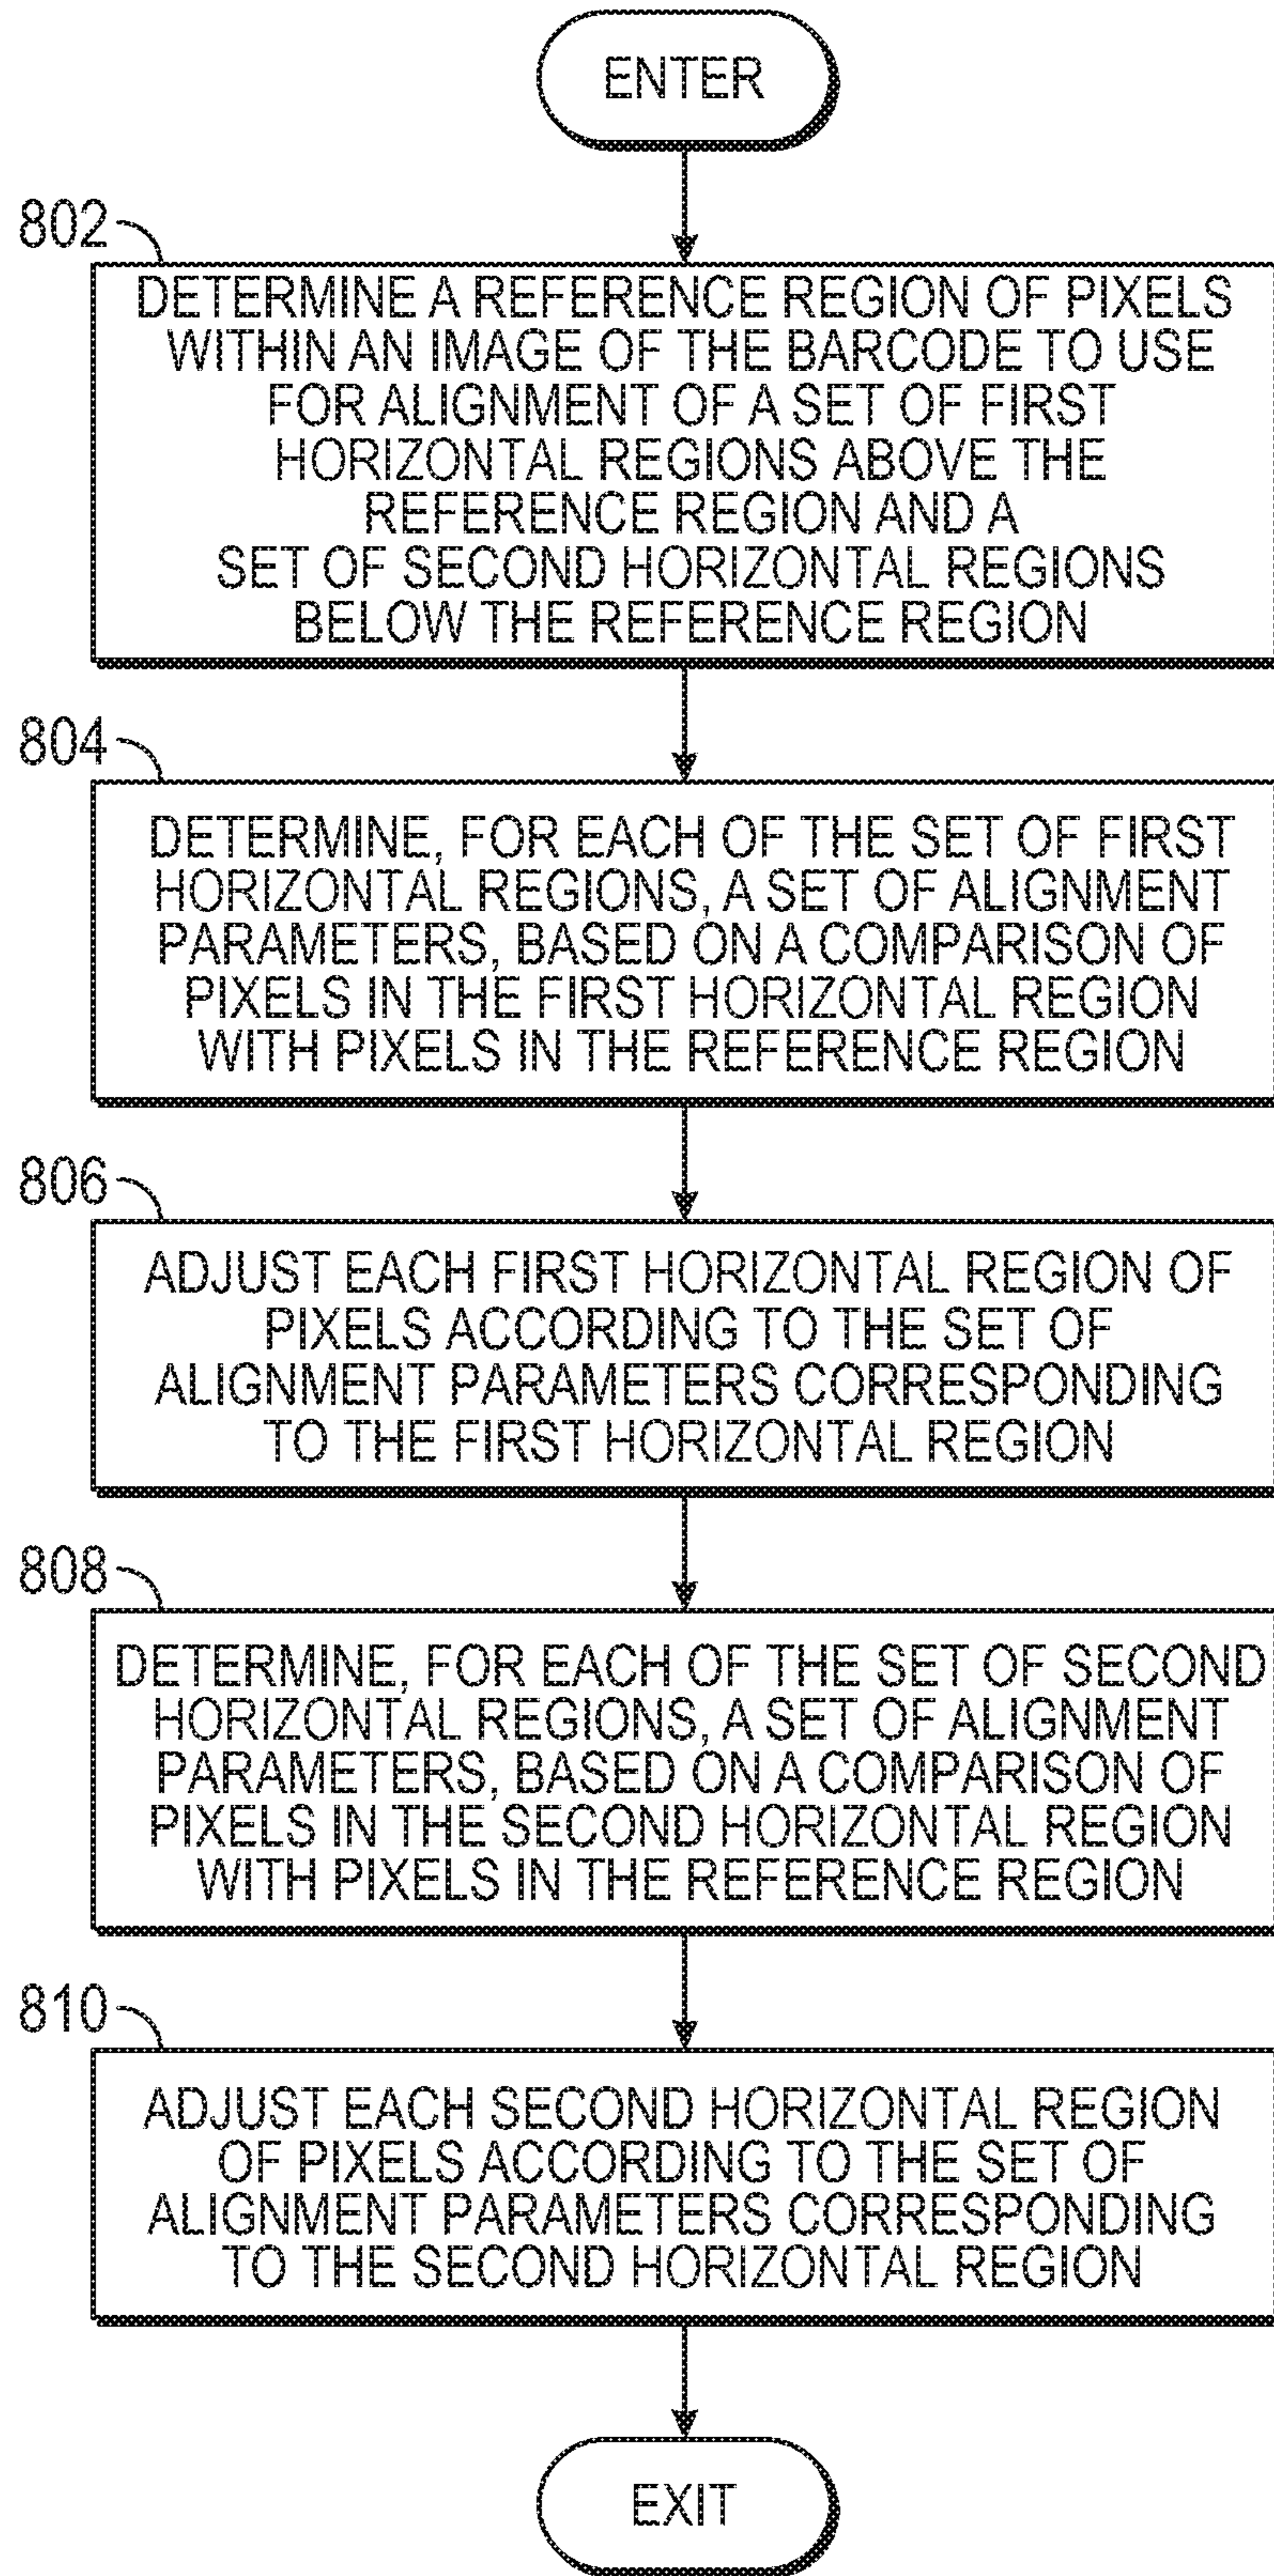 ENTER
802
DETERMINE A REFERENCE REGION OF PIXELS
WITHIN AN IMAGE OF THE BARCODE TO USE
FOR ALIGNMENT OF A SET OF FIRST
HORIZONTAL REGIONS ABOVE THE
REFERENCE REGION AND A
SET OF SECOND HORIZONTAL REGIONS
BELOW THE REFERENCE REGION
804
DETERMINE, FOR EACH OF THE SET OF FIRST
HORIZONTAL REGIONS, A SET OF ALIGNMENT
PARAMETERS, BASED ON A COMPARISON OF
PIXELS IN THE FIRST HORIZONTAL REGION
WITH PIXELS IN THE REFERENCE REGION
806
ADJUST EACH FIRST HORIZONTAL REGION OF
PIXELS ACCORDING TO THE SET OF
ALIGNMENT PARAMETERS CORRESPONDING
TO THE FIRST HORIZONTAL REGION
808
DETERMINE, FOR EACH OF THE SET OF SECOND
HORIZONTAL REGIONS, A SET OF ALIGNMENT
PARAMETERS, BASED ON A COMPARISON OF
PIXELS IN THE SECOND HORIZONTAL REGION
WITH PIXELS IN THE REFERENCE REGION
810
ADJUST EACH SECOND HORIZONTAL REGION
OF PIXELS ACCORDING TO THE SET OF
ALIGNMENT PARAMETERS CORRESPONDING
TO THE SECOND HORIZONTAL REGION
EXIT